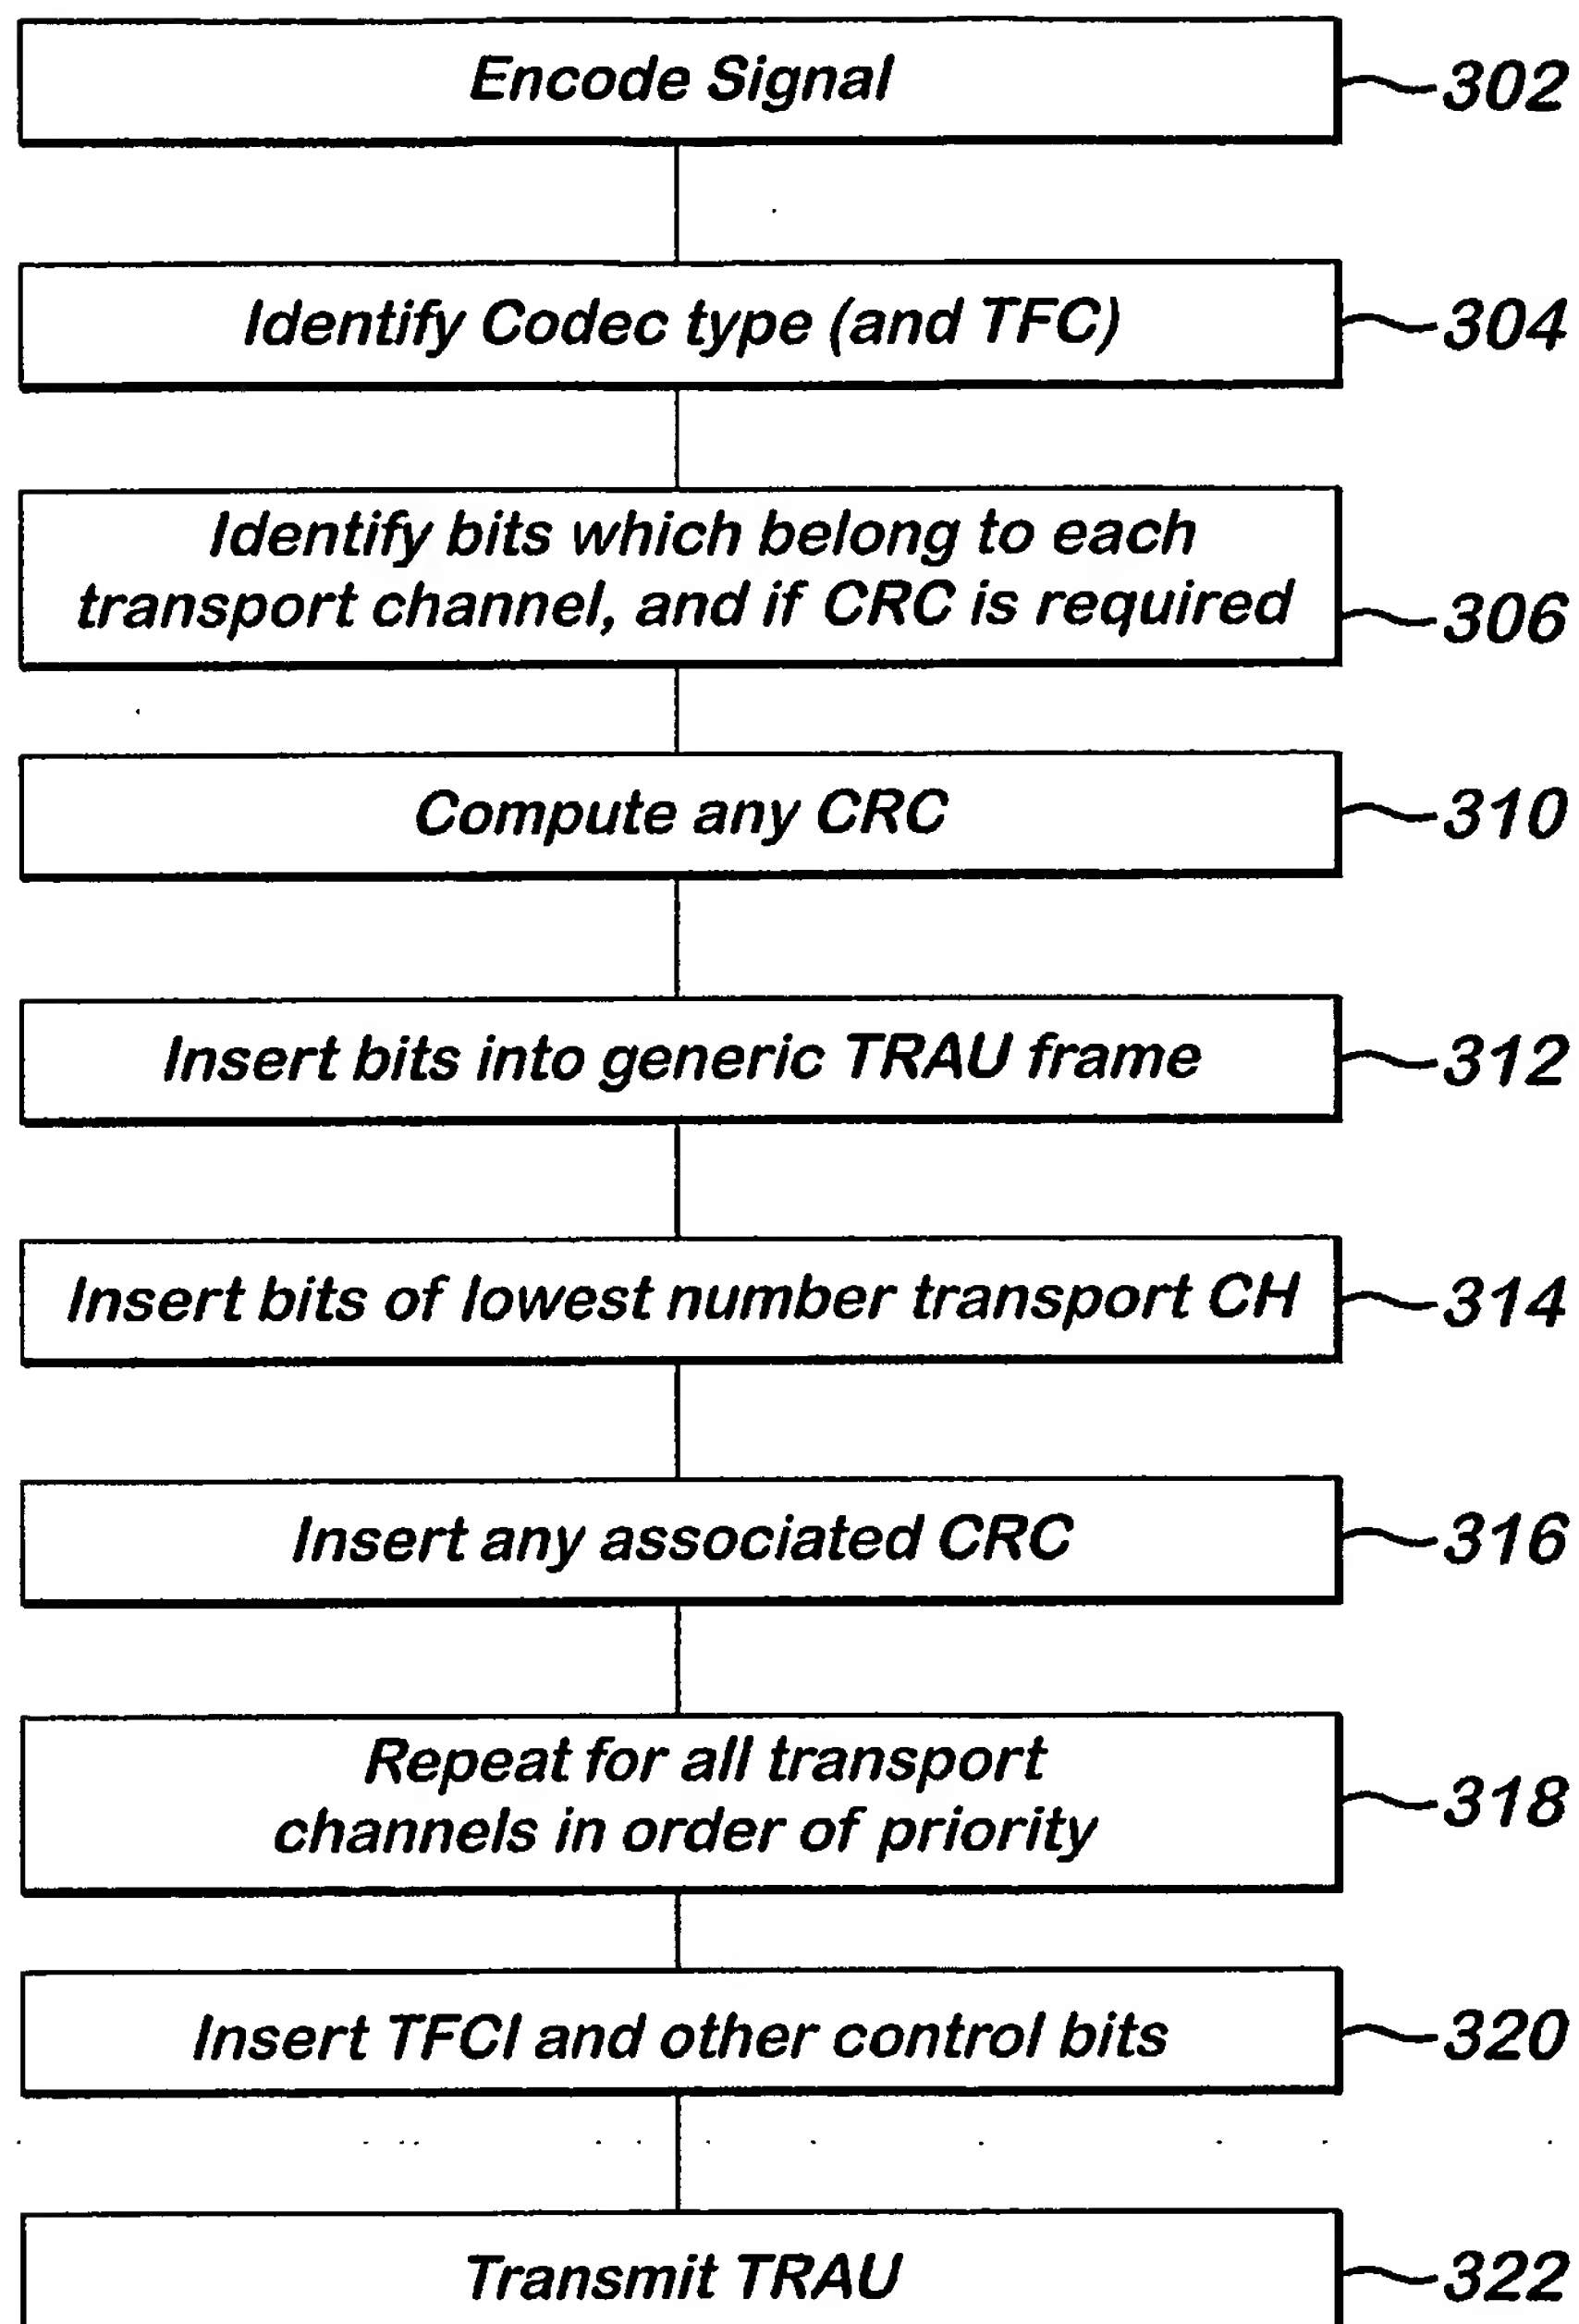 Encode Signal
302
Identify Codec type (and TFC)
304
Identify bits which belong to each
transport channel, and if CRC is required
306
Compute any CRC
310
Insert bits into generic TRAU frame
312
Insert bits of lowest number transport CH
314
Insert any associated CRC
316
Repeat for all transport
channels in order of priority
318
Insert TFCI and other control bits
320
Transmit TRAU
322